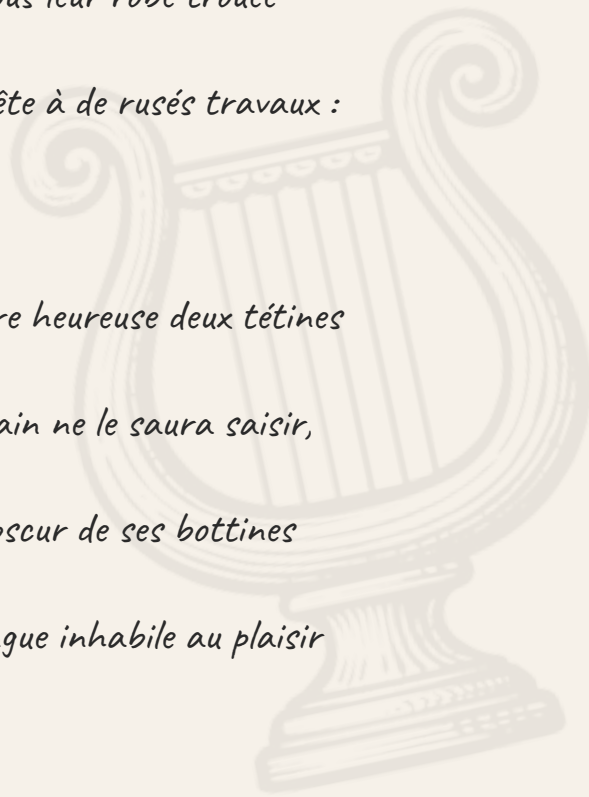 ous leur robe trouée
ête à de rusés travaux :
re heureuse deux tétines
ain ne le saura saisir,
oscur de ses bottines
gue inhabile au plaisir